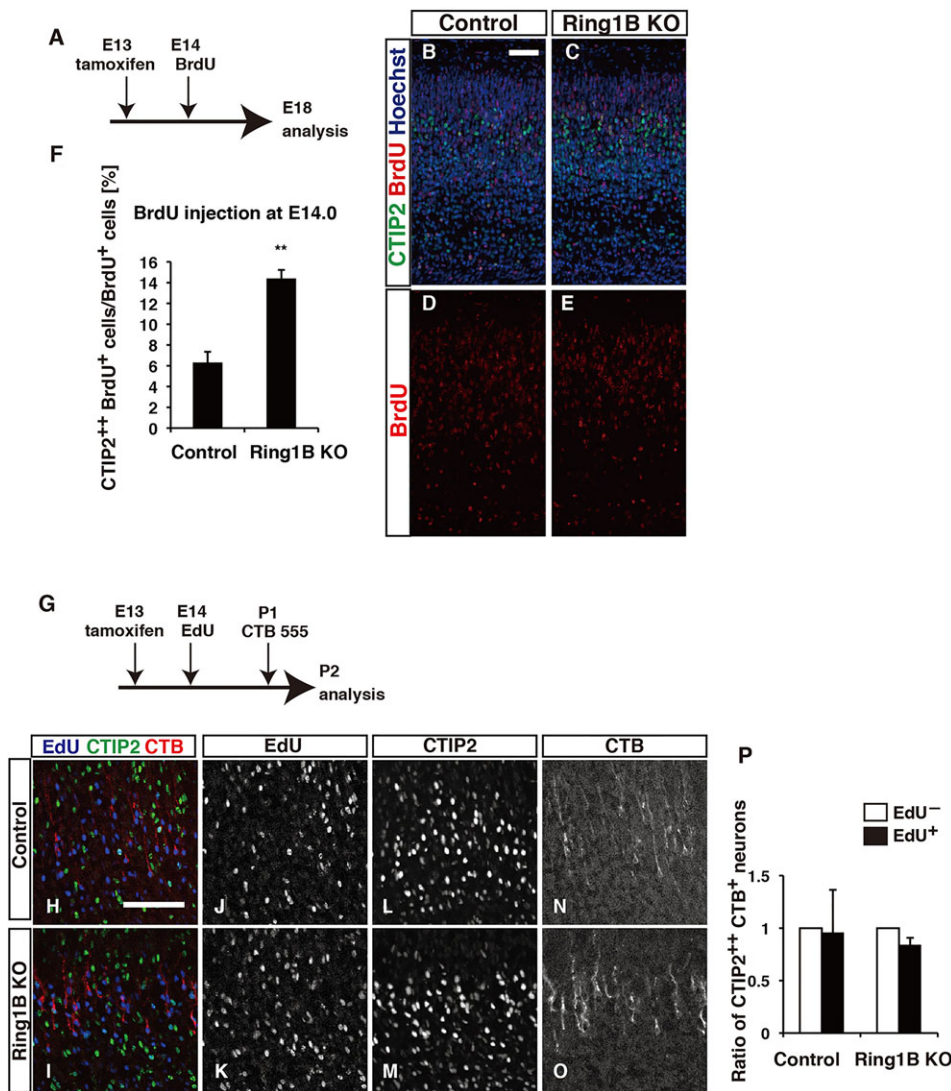 A
E13
tamoxifen
E14
BrdU
E18
analysis
Control
Ring1B KO
CTIP2 BrdU Hoechst
B
C
BrdU
D
E
F
BrdU injection at E14.0
CTIP2++ BrdU+ cells/BrdU+ cells [%]
**
16
14
12
10
8
6
4
2
0
Control
Ring1B KO
G
E13
tamoxifen
E14
EdU
P1
CTB 555
P2
analysis
EdU CTIP2 CTB
EdU
CTIP2
CTB
Control
H
J
L
N
Ring1B KO
I
K
M
O
P
EdU−
EdU+
Ratio of CTIP2++ CTB+ neurons
1.5
1
0.5
0
Control
Ring1B KO